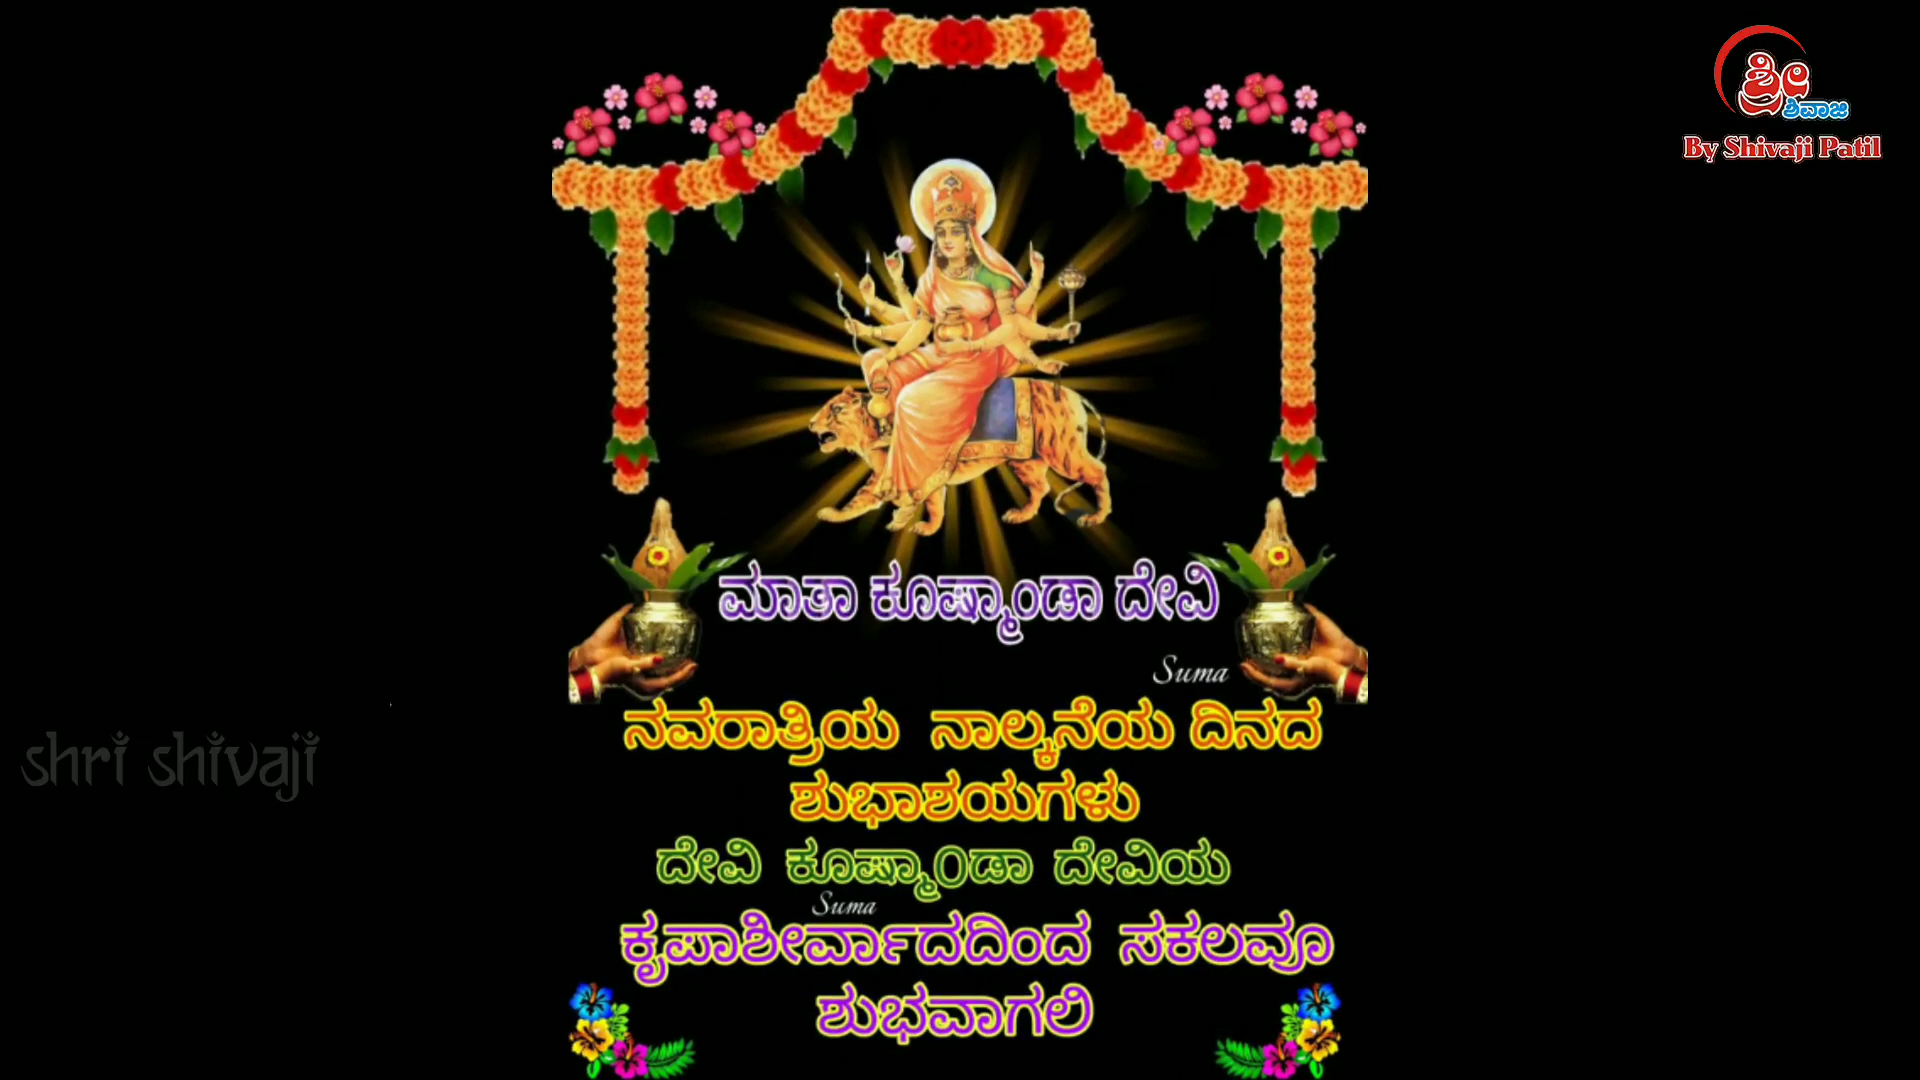 ಶ್ರೀ
ಶಿವಾಜಿ
By Shivaji Patil
ಮಾತಾ ಕೂಷ್ಮಾಂಡಾ ದೇವಿ
Suma
ನವರಾತ್ರಿಯ ನಾಲ್ಕನೆಯ ದಿನದ
shri shivaji
ಶುಭಾಶಯಗಳು
ದೇವಿ ಕೂಷ್ಮಾಂಡಾ ದೇವಿಯ
Suma
ಕೃಪಾಶೀರ್ವಾದದಿಂದ ಸಕಲವೂ
ಶುಭವಾಗಲಿ